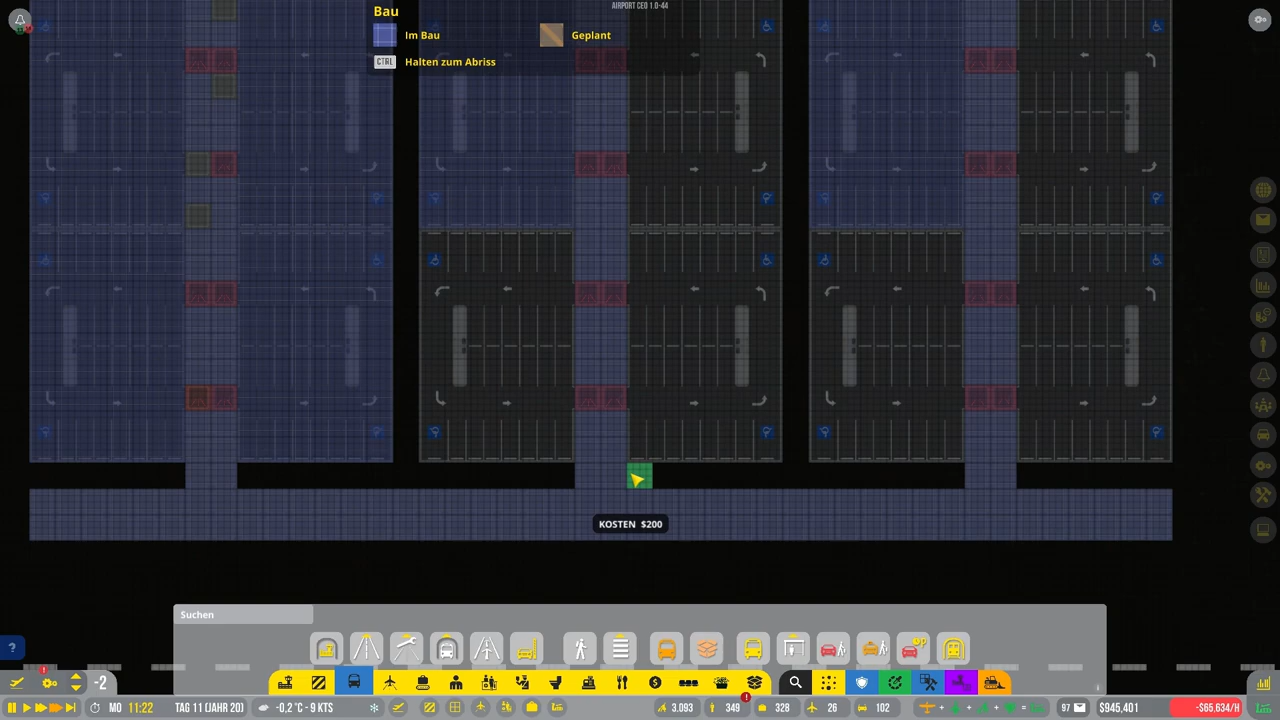 AIRPORT CEO 1.0-44
Bau
Im Bau
Geplant
CTRL
Halten zum Abriss
KOSTEN $200
Suchen
?
-2
MO 11:22
TAG 11 (JAHR 20)
-0,2°C - 9 KTS
3.093
349
328
26
102
97
$945,401
-$65.634/H